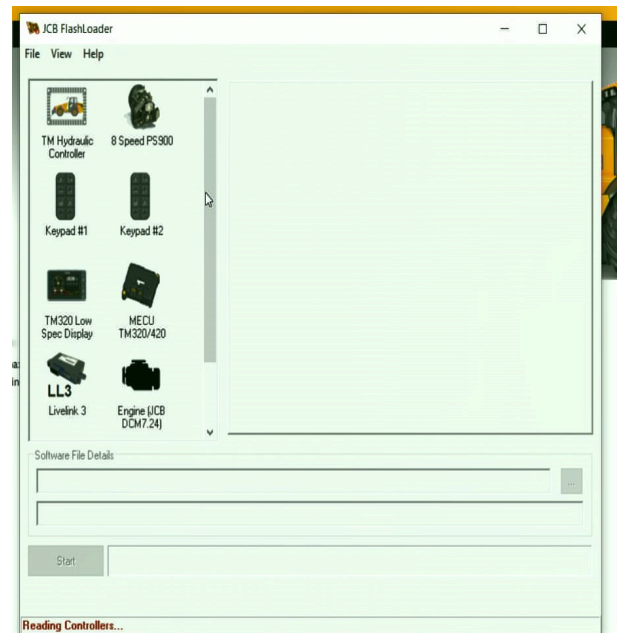 JCB FlashLoader
File View Help
TM Hydraulic
Controller
8 Speed PS900
Keypad #1
Keypad #2
TM320 Low
Spec Display
MECU
TM320/420
LL3
Livelink 3
Engine (JCB
DCM7.24)
Software File Details
...
Start
Reading Controllers...